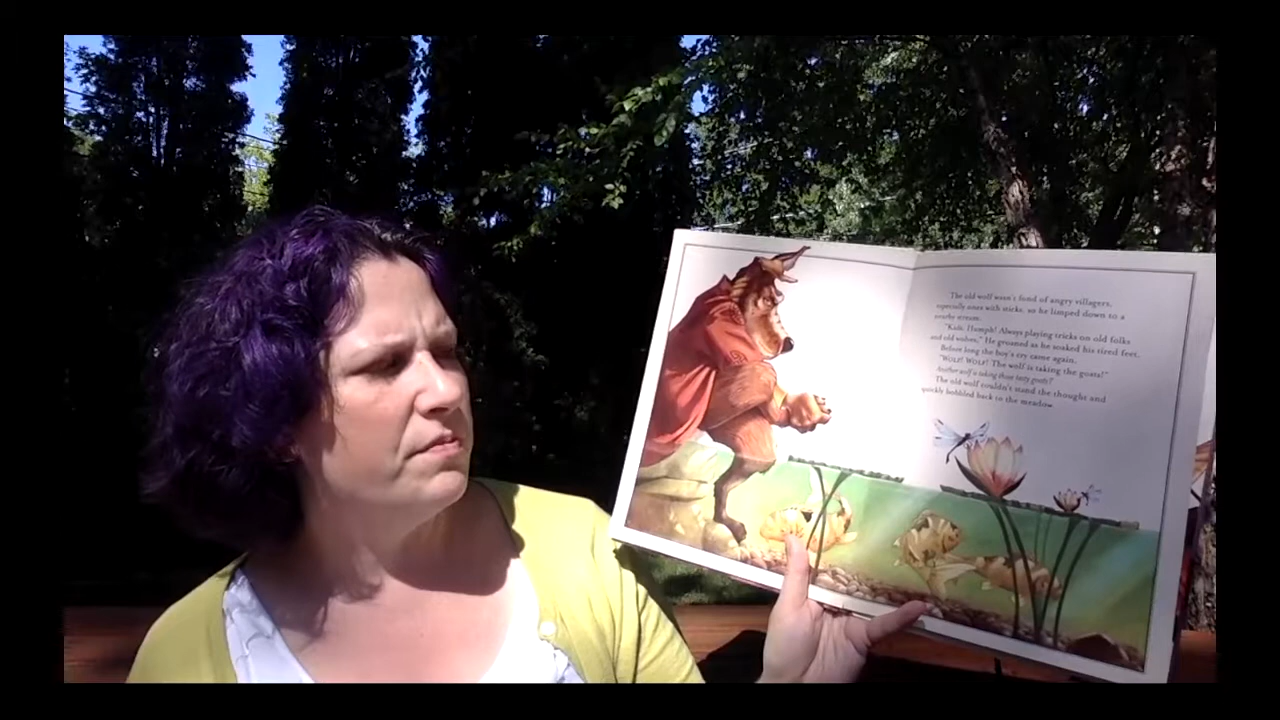 The old wolf wasn't fond of angry villagers,
especially ones with sticks, so he limped down to a
nearby stream.
"Kids. Humph! Always playing tricks on old folks
and old wolves." He groaned as he soaked his tired feet.
Before long the boy's cry came again.
"WOLF! WOLF! The wolf is taking the goats!"
Another wolf is taking those tasty goats?
The old wolf couldn't stand the thought and
quickly hobbled back to the meadow.